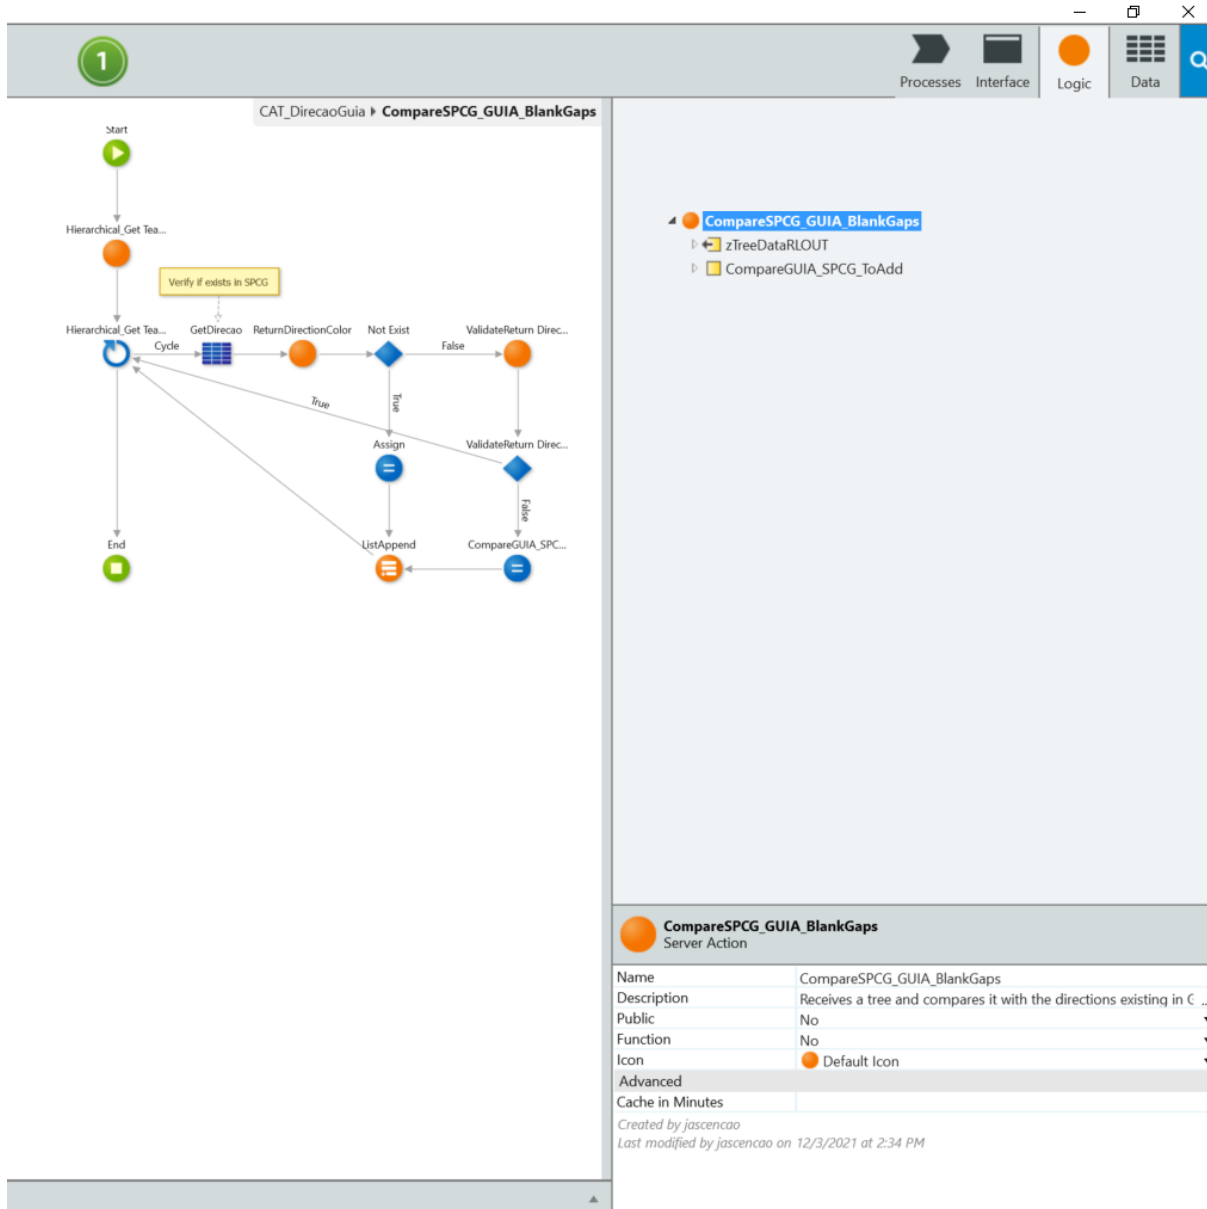 1
Processes
Interface
Logic
Data
CAT_DirecaoGuia CompareSPCG_GUIA_BlankGaps
Start
Hierarchical_Get Tea...
Verify if exists in SPCG
Hierarchical_Get Tea...
Cycle
GetDirecao
ReturnDirectionColor
Not Exist
False
ValidateReturn Direc...
True
True
Assign
ValidateReturn Direc...
False
End
ListAppend
CompareGUIA_SPC...
CompareSPCG_GUIA_BlankGaps
zTreeDataRLOUT
CompareGUIA_SPCG_ToAdd
CompareSPCG_GUIA_BlankGaps
Server Action
Name CompareSPCG_GUIA_BlankGaps
Description Receives a tree and compares it with the directions existing in G ...
Public No
Function No
Icon Default Icon
Advanced
Cache in Minutes
Created by jascencao
Last modified by jascencao on 12/3/2021 at 2:34 PM